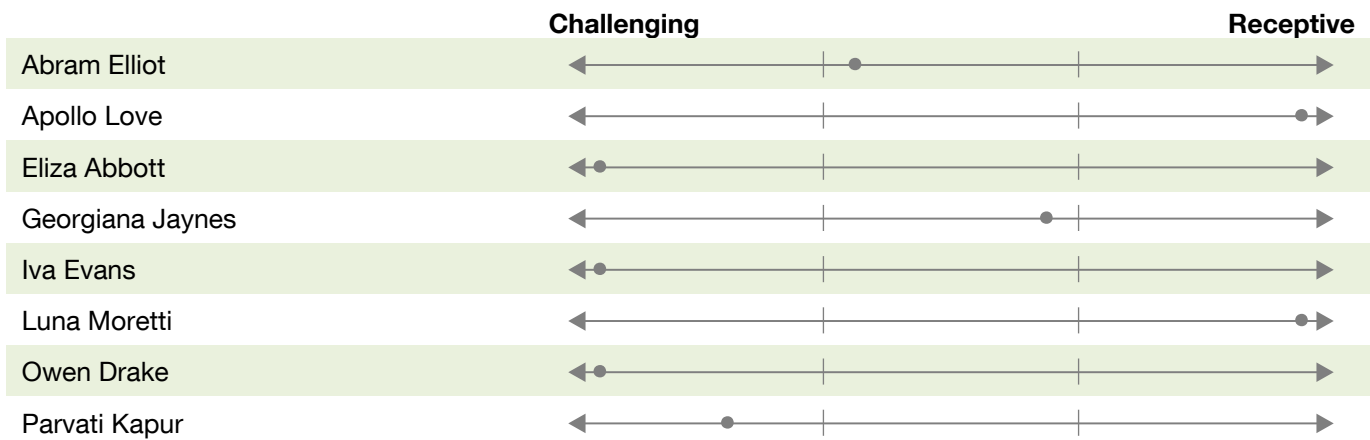 Challenging Receptive
Abram Elliot
Apollo Love
Eliza Abbott
Georgiana Jaynes
Iva Evans
Luna Moretti
Owen Drake
Parvati Kapur